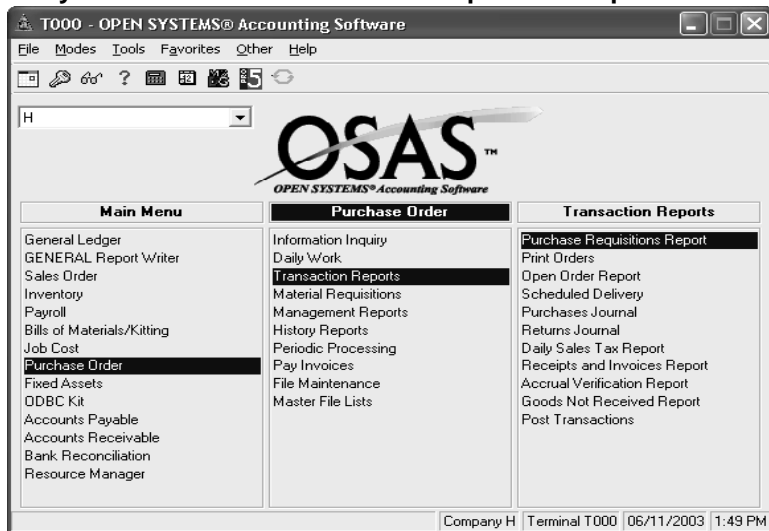 T000 - OPEN SYSTEMS® Accounting Software
File Modes Tools Favorites Other Help
H
OSAS™
OPEN SYSTEMS® Accounting Software
Main Menu
General Ledger
GENERAL Report Writer
Sales Order
Inventory
Payroll
Bills of Materials/Kitting
Job Cost
Purchase Order
Fixed Assets
ODBC Kit
Accounts Payable
Accounts Receivable
Bank Reconciliation
Resource Manager
Purchase Order
Information Inquiry
Daily Work
Transaction Reports
Material Requisitions
Management Reports
History Reports
Periodic Processing
Pay Invoices
File Maintenance
Master File Lists
Transaction Reports
Purchase Requisitions Report
Print Orders
Open Order Report
Scheduled Delivery
Purchases Journal
Returns Journal
Daily Sales Tax Report
Receipts and Invoices Report
Accrual Verification Report
Goods Not Received Report
Post Transactions
Company H Terminal T000 06/11/2003 1:49 PM